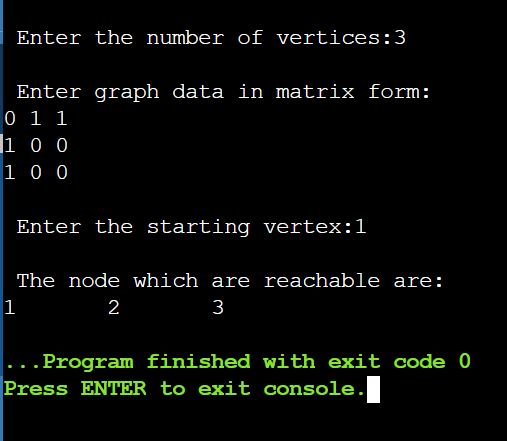 Enter the number of vertices:3
Enter graph data in matrix form:
0 1 1
1 0 0
1 0 0
Enter the starting vertex:1
The node which are reachable are:
1 2 3
...Program finished with exit code 0
Press ENTER to exit console.